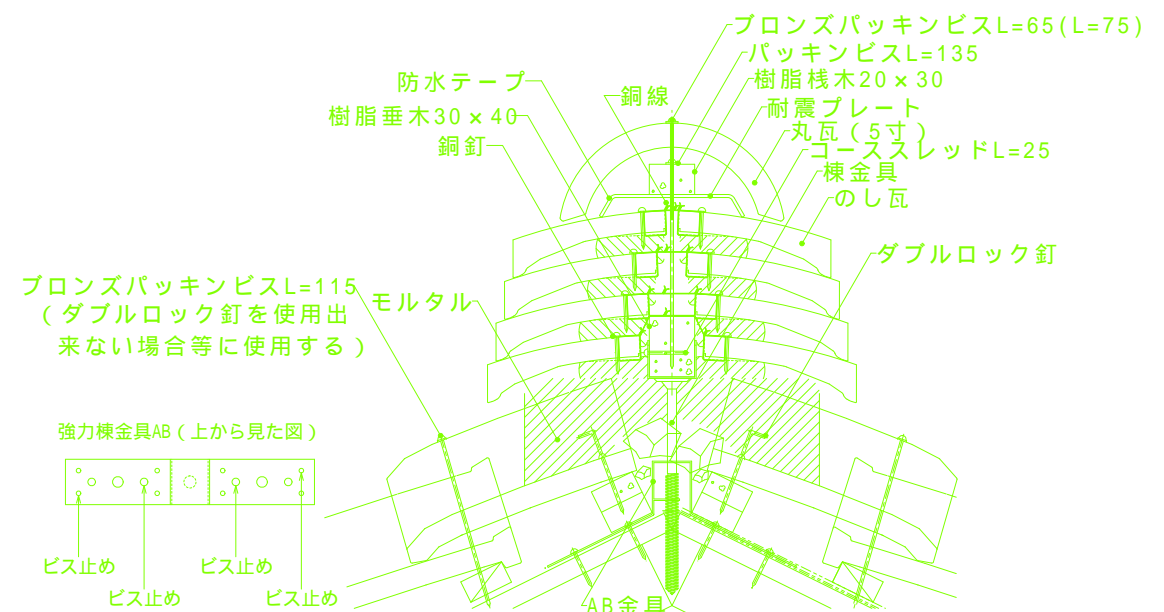 ブロンズパッキンビスL=65(L=75)
パッキンビスL=135
樹脂桟木20×30
防水テープ
銅線
耐震プレート
樹脂垂木30×40
丸瓦(5寸)
銅釘
コーススレッドL=25
棟金具
のし瓦
ダブルロック釘
ブロンズパッキンビスL=115
(ダブルロック釘を使用出
来ない場合等に使用する)
モルタル
強力棟金具AB(上から見た図)
ビス止め
ビス止め
ビス止め
ビス止め
AB金具